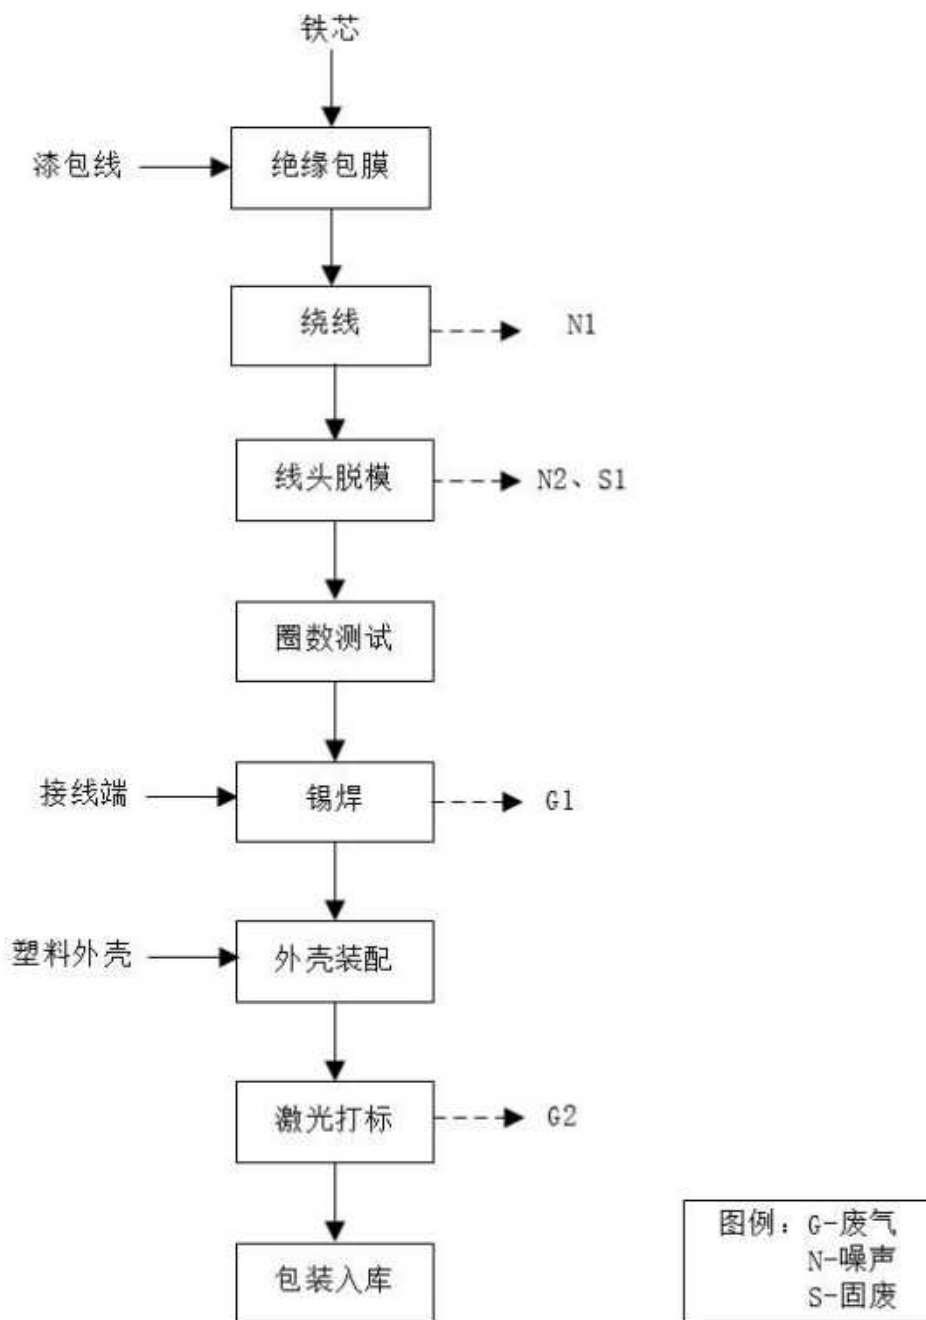 铁芯
漆包线
绝缘包膜
绕线
N1
线头脱模
N2、S1
圈数测试
接线端
锡焊
G1
塑料外壳
外壳装配
激光打标
G2
包装入库
图例：G-废气
N-噪声
S-固废